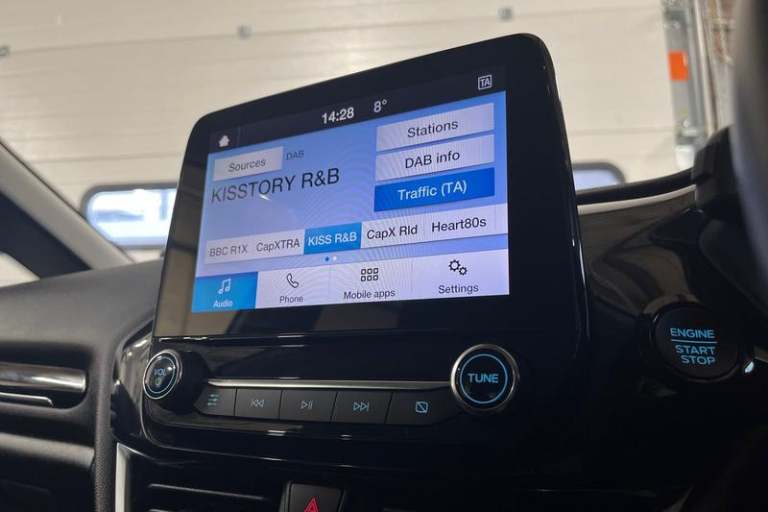 14:28 8° TA
Sources DAB Stations
KISSTORY R&B
DAB info
Traffic (TA)
BBC R1X CapXTRA KISS R&B CapX Rld Heart80s
Audio Phone Mobile apps Settings
VOL
TUNE
ENGINE
START
STOP